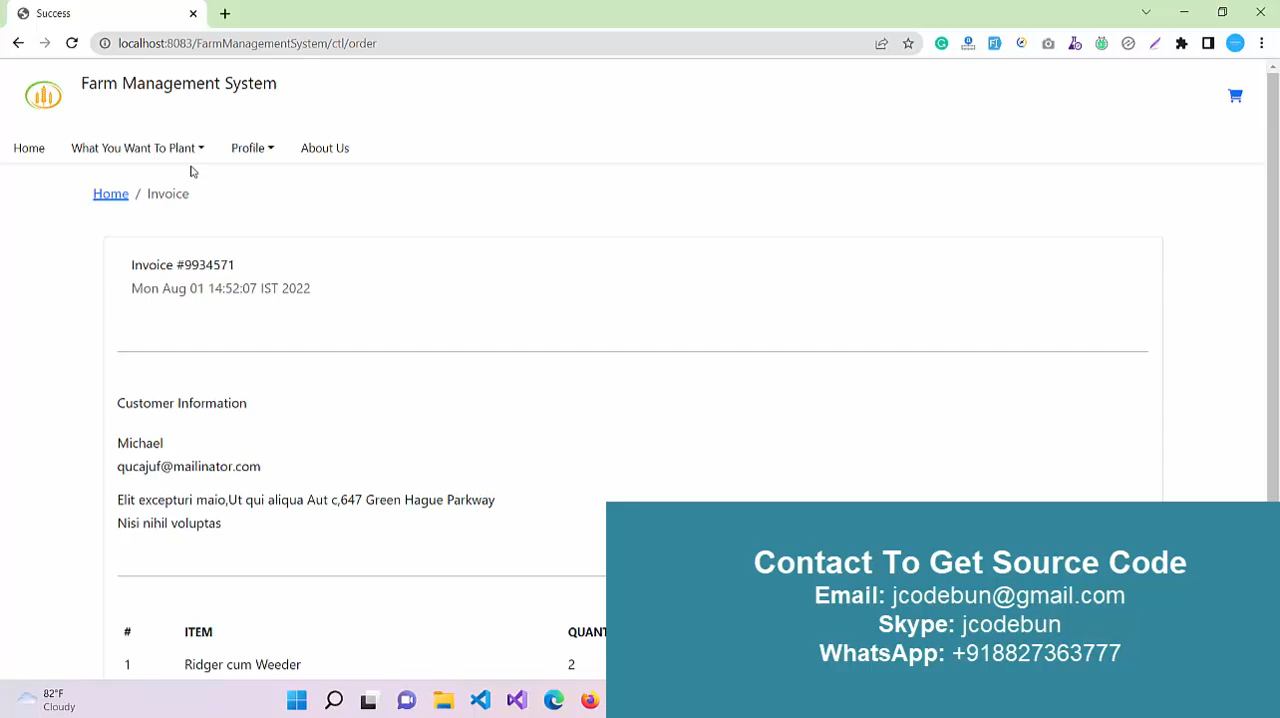 Success
localhost:8083/FarmManagementSystem/ctl/order
Farm Management System
Home
What You Want To Plant
Profile
About Us
Home / Invoice
Invoice #9934571
Mon Aug 01 14:52:07 IST 2022
Customer Information
Michael
qucajuf@mailinator.com
Elit excepturi maio,Ut qui aliqua Aut c,647 Green Hague Parkway
Nisi nihil voluptas
# ITEM QUANT
1 Ridger cum Weeder 2
Contact To Get Source Code
Email: jcodebun@gmail.com
Skype: jcodebun
WhatsApp: +918827363777
82°F
Cloudy